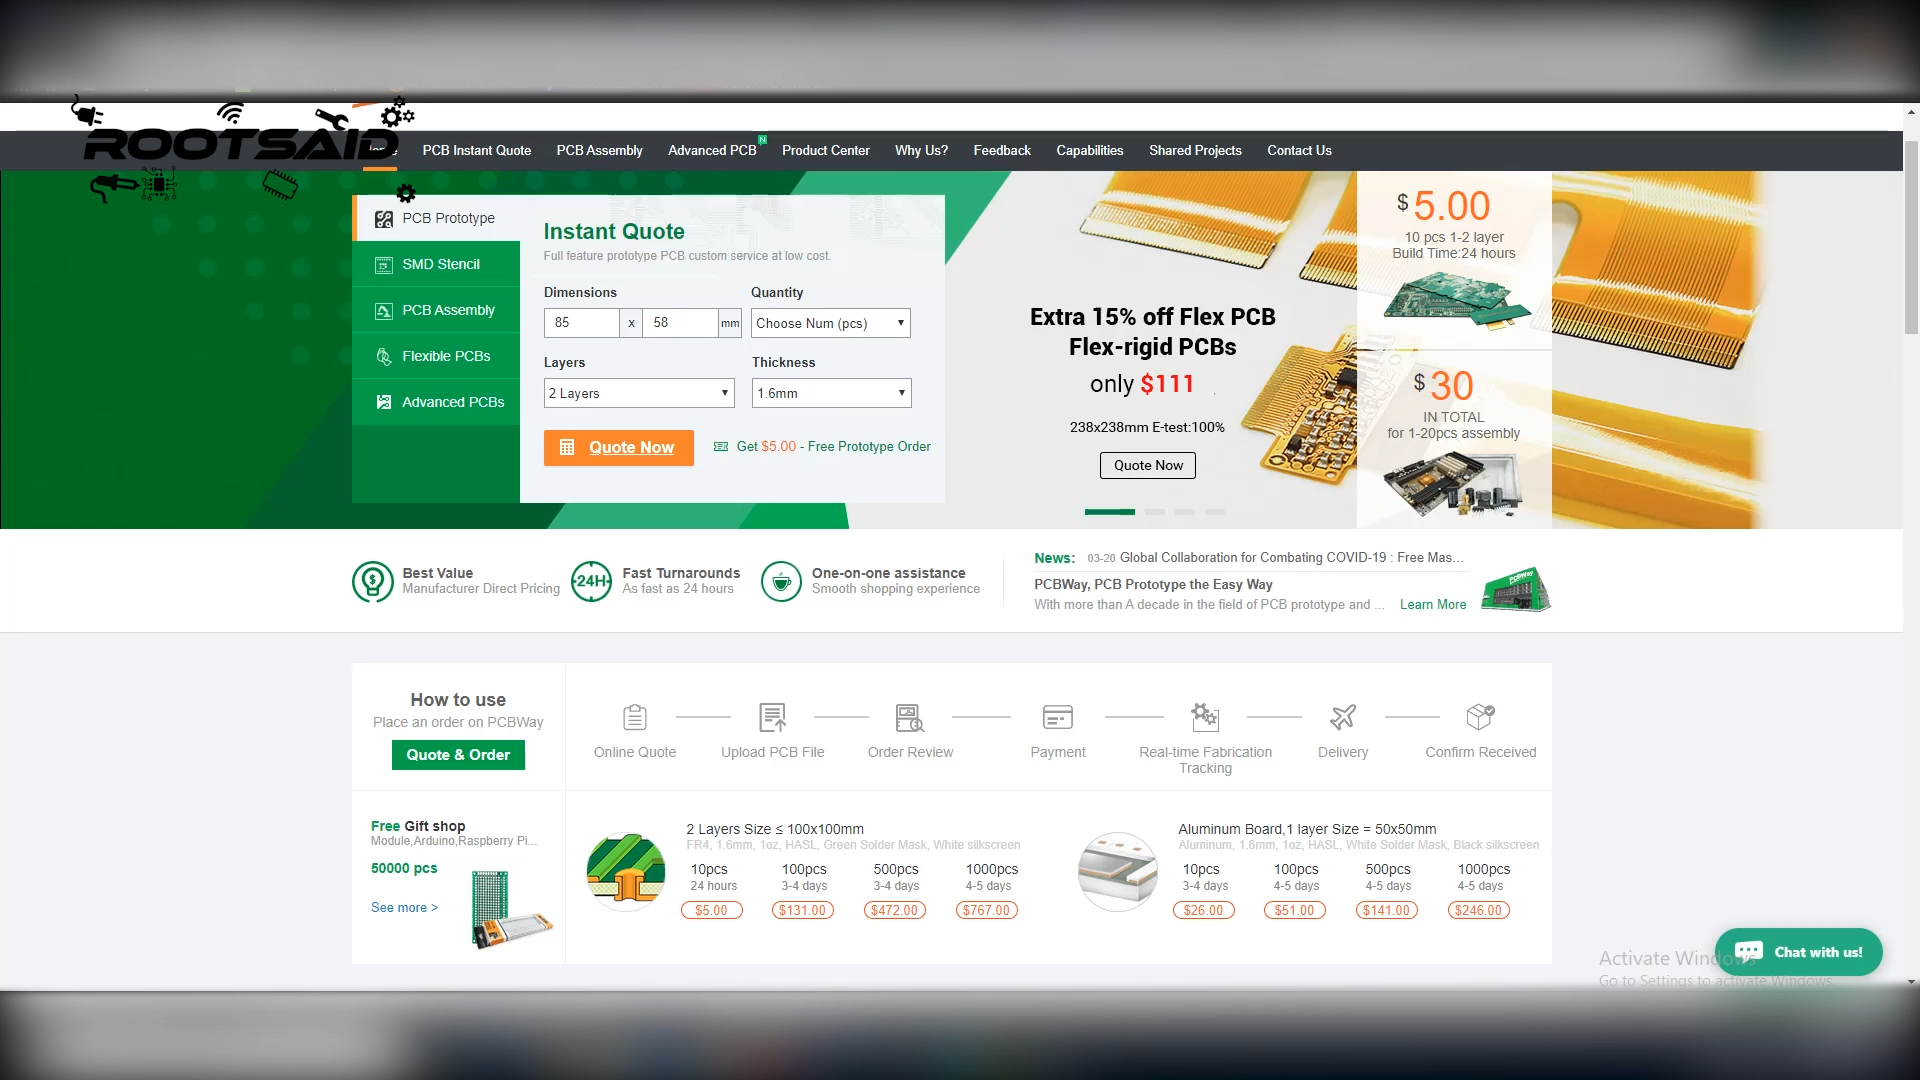 ROOTSAID
PCB Instant Quote
PCB Assembly
Advanced PCB
N
Product Center
Why Us?
Feedback
Capabilities
Shared Projects
Contact Us
PCB Prototype
SMD Stencil
PCB Assembly
Flexible PCBs
Advanced PCBs
Instant Quote
Full feature prototype PCB custom service at low cost.
Dimensions
Quantity
85 x 58 mm
Choose Num (pcs)
Layers
Thickness
2 Layers
1.6mm
Quote Now
Get $5.00 - Free Prototype Order
Extra 15% off Flex PCB
Flex-rigid PCBs
only $111
238x238mm E-test:100%
Quote Now
$ 5.00
10 pcs 1-2 layer
Build Time:24 hours
$ 30
IN TOTAL
for 1-20pcs assembly
Best Value
Manufacturer Direct Pricing
24H
Fast Turnarounds
As fast as 24 hours
One-on-one assistance
Smooth shopping experience
News: 03-20 Global Collaboration for Combating COVID-19 : Free Mas...
PCBWay, PCB Prototype the Easy Way
With more than A decade in the field of PCB prototype and ... Learn More
PCBWay
How to use
Place an order on PCBWay
Quote & Order
Online Quote
Upload PCB File
Order Review
Payment
Real-time Fabrication
Tracking
Delivery
Confirm Received
Free Gift shop
Module,Arduino,Raspberry Pi...
50000 pcs
See more >
2 Layers Size ≤ 100x100mm
FR4, 1.6mm, 1oz, HASL, Green Solder Mask, White silkscreen
10pcs 100pcs 500pcs 1000pcs
24 hours 3-4 days 3-4 days 4-5 days
$5.00 $131.00 $472.00 $767.00
Aluminum Board,1 layer Size = 50x50mm
Aluminum, 1.6mm, 1oz, HASL, White Solder Mask, Black silkscreen
10pcs 100pcs 500pcs 1000pcs
3-4 days 4-5 days 4-5 days 4-5 days
$26.00 $51.00 $141.00 $246.00
Chat with us!
Activate Windows
Go to Settings to activate Windows.